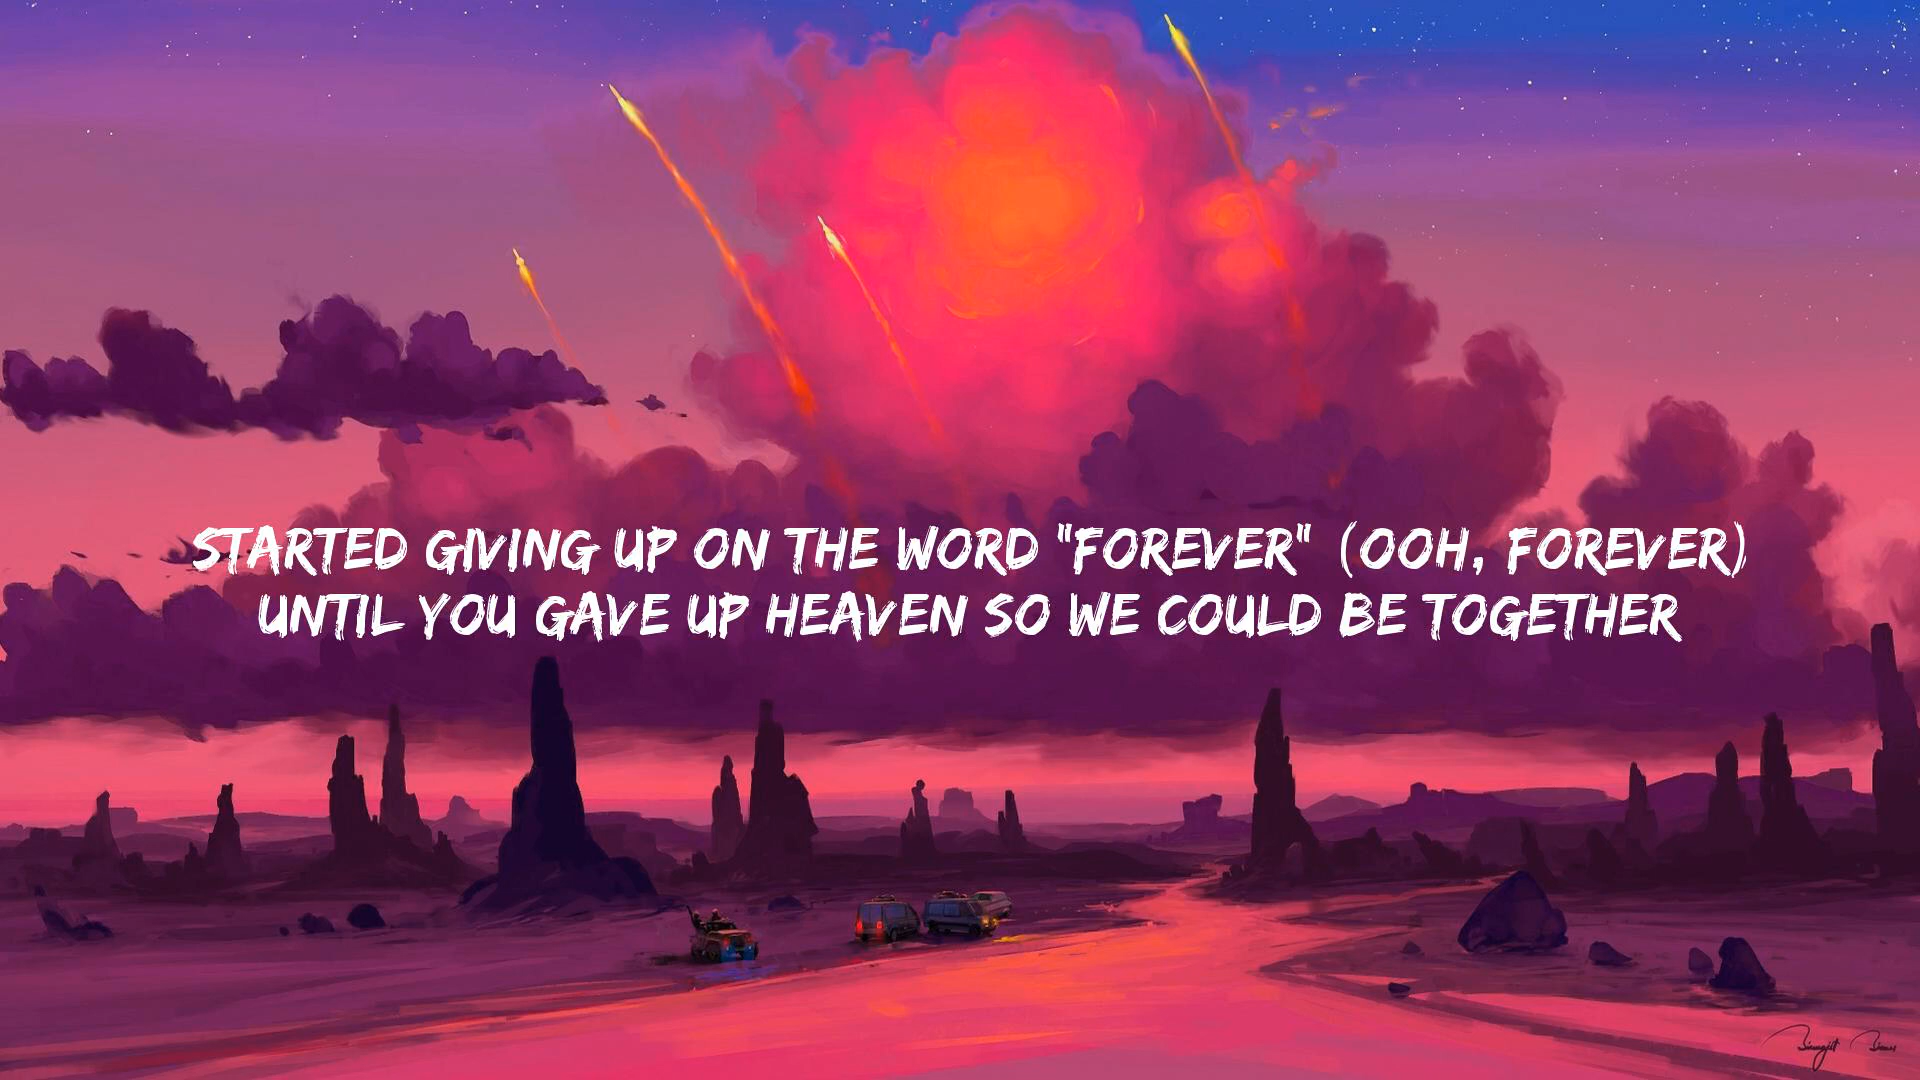 STARTED GIVING UP ON THE WORD "FOREVER" (OOH, FOREVER)
UNTIL YOU GAVE UP HEAVEN SO WE COULD BE TOGETHER